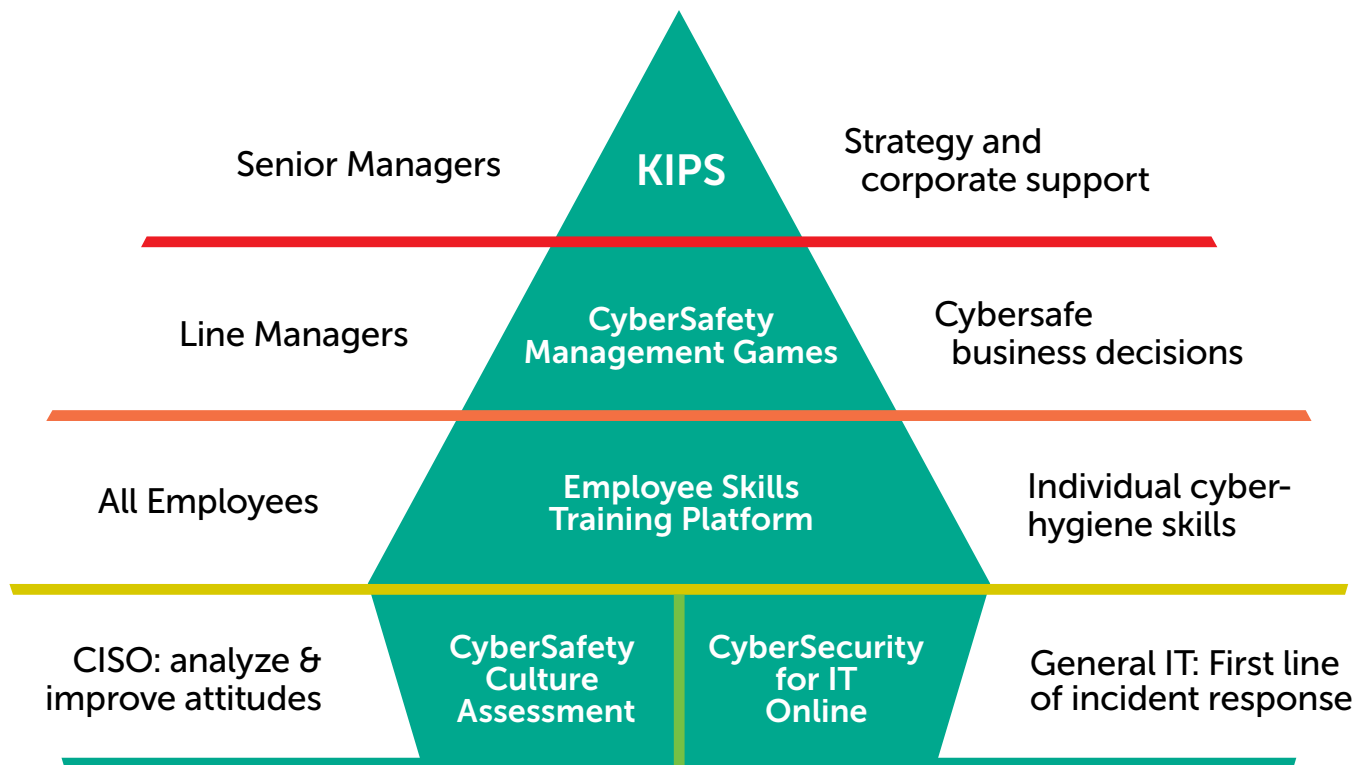 Senior Managers
KIPS
Strategy and
corporate support
Line Managers
CyberSafety
Management Games
Cybersafe
business decisions
All Employees
Employee Skills
Training Platform
Individual cyber-
hygiene skills
CISO: analyze &
improve attitudes
CyberSafety
Culture
Assessment
CyberSecurity
for IT
Online
General IT: First line
of incident response